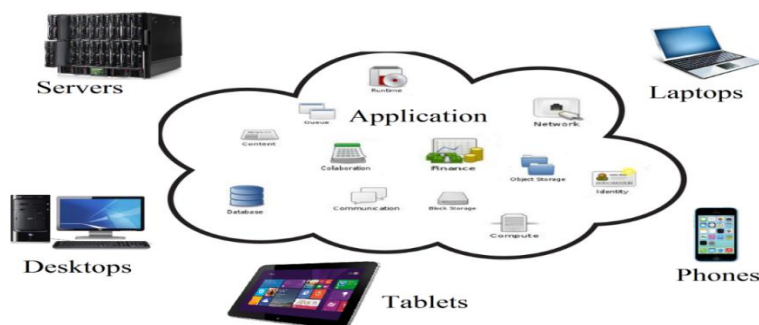 Servers
Laptops
Runtime
Queue
Application
Network
Content
Collaboration
Finance
Object Storage
Identity
Database
Communication
Block Storage
Compute
Desktops
Phones
Tablets